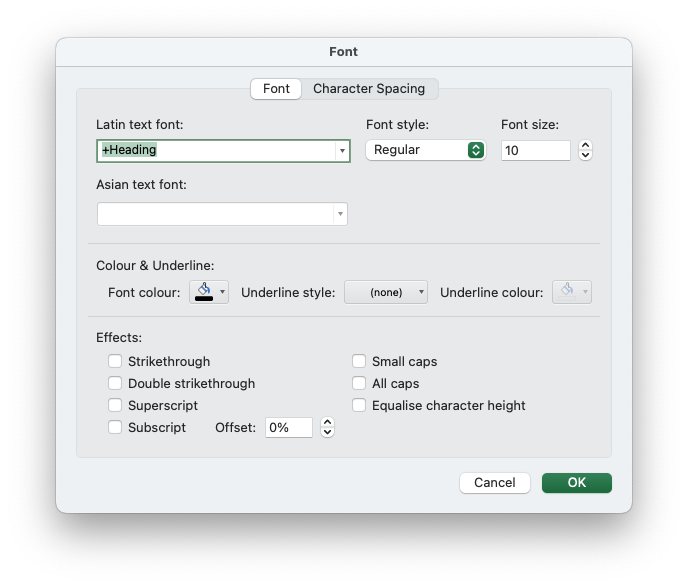 Font
Font Character Spacing
Latin text font: Font style: Font size:
+Heading Regular 10
Asian text font:
Colour & Underline:
Font colour: Underline style: (none) Underline colour:
Effects:
Strikethrough Small caps
Double strikethrough All caps
Superscript Equalise character height
Subscript Offset: 0%
Cancel OK